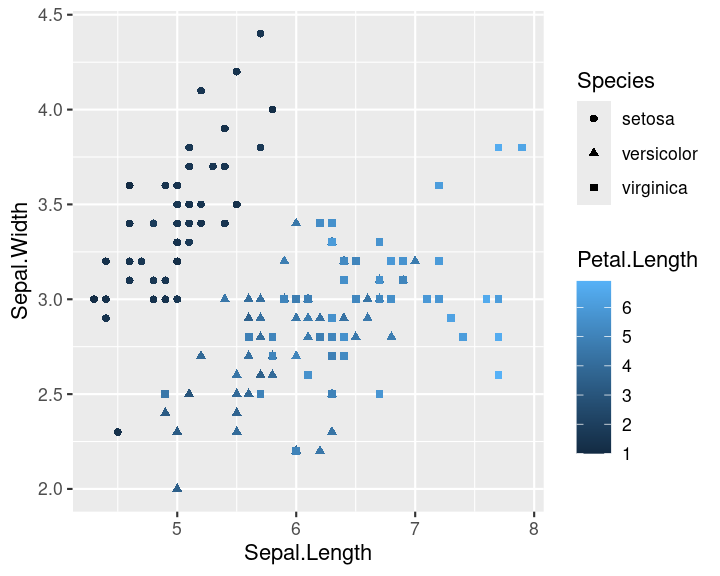 4.5
4.0
3.5
3.0
2.5
2.0
Sepal.Width
5
6
7
8
Sepal.Length
Species
setosa
versicolor
virginica
Petal.Length
6
5
4
3
2
1